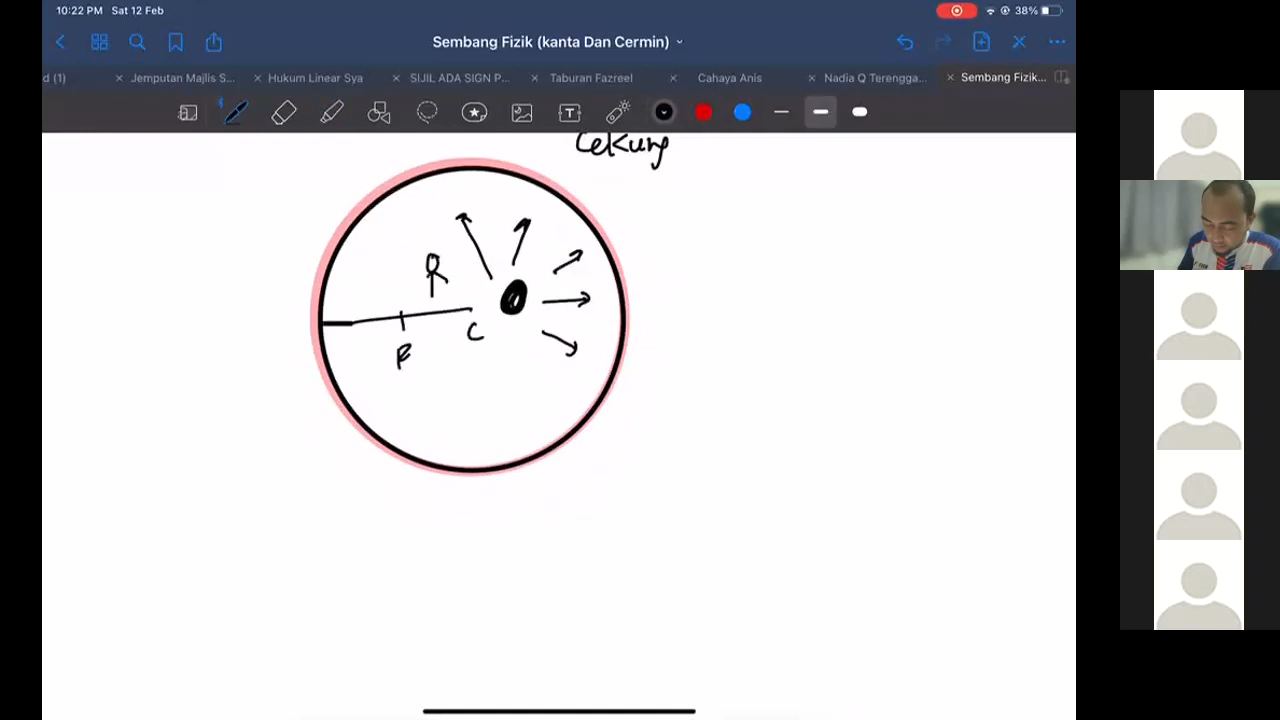 10:22 PM Sat 12 Feb
38%
Sembang Fizik (kanta Dan Cermin)
d (1)
Jemputan Majlis S...
Hukum Linear Sya
SIJIL ADA SIGN P...
Taburan Fazreel
Cahaya Anis
Nadia Q Terengga...
Sembang Fizik...
T
Cekung
R
C
F